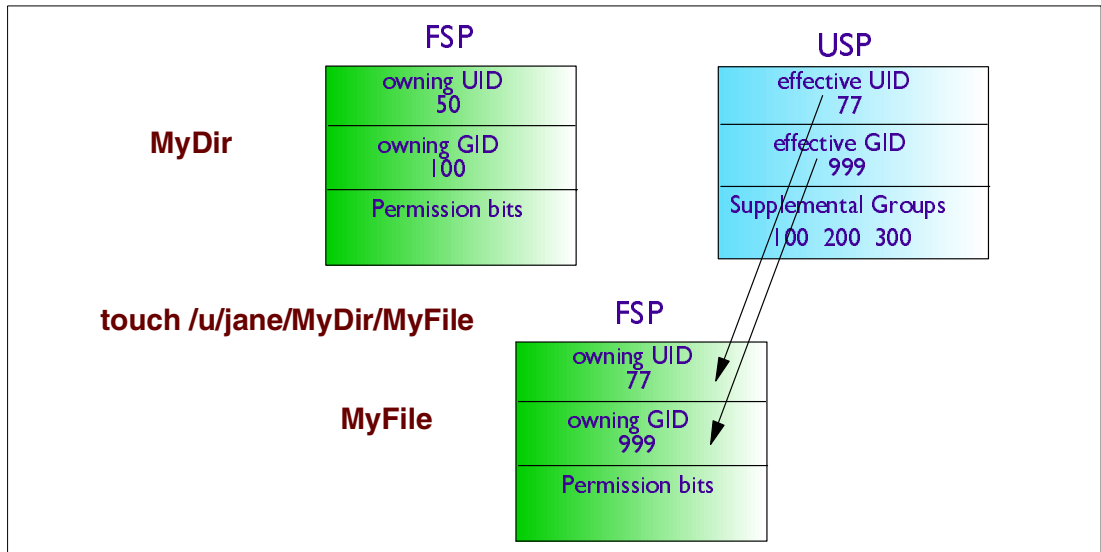 FSP
owning UID
50
owning GID
100
Permission bits
MyDir
USP
effective UID
77
effective GID
999
Supplemental Groups
100 200 300
touch /u/jane/MyDir/MyFile
FSP
owning UID
77
owning GID
999
Permission bits
MyFile